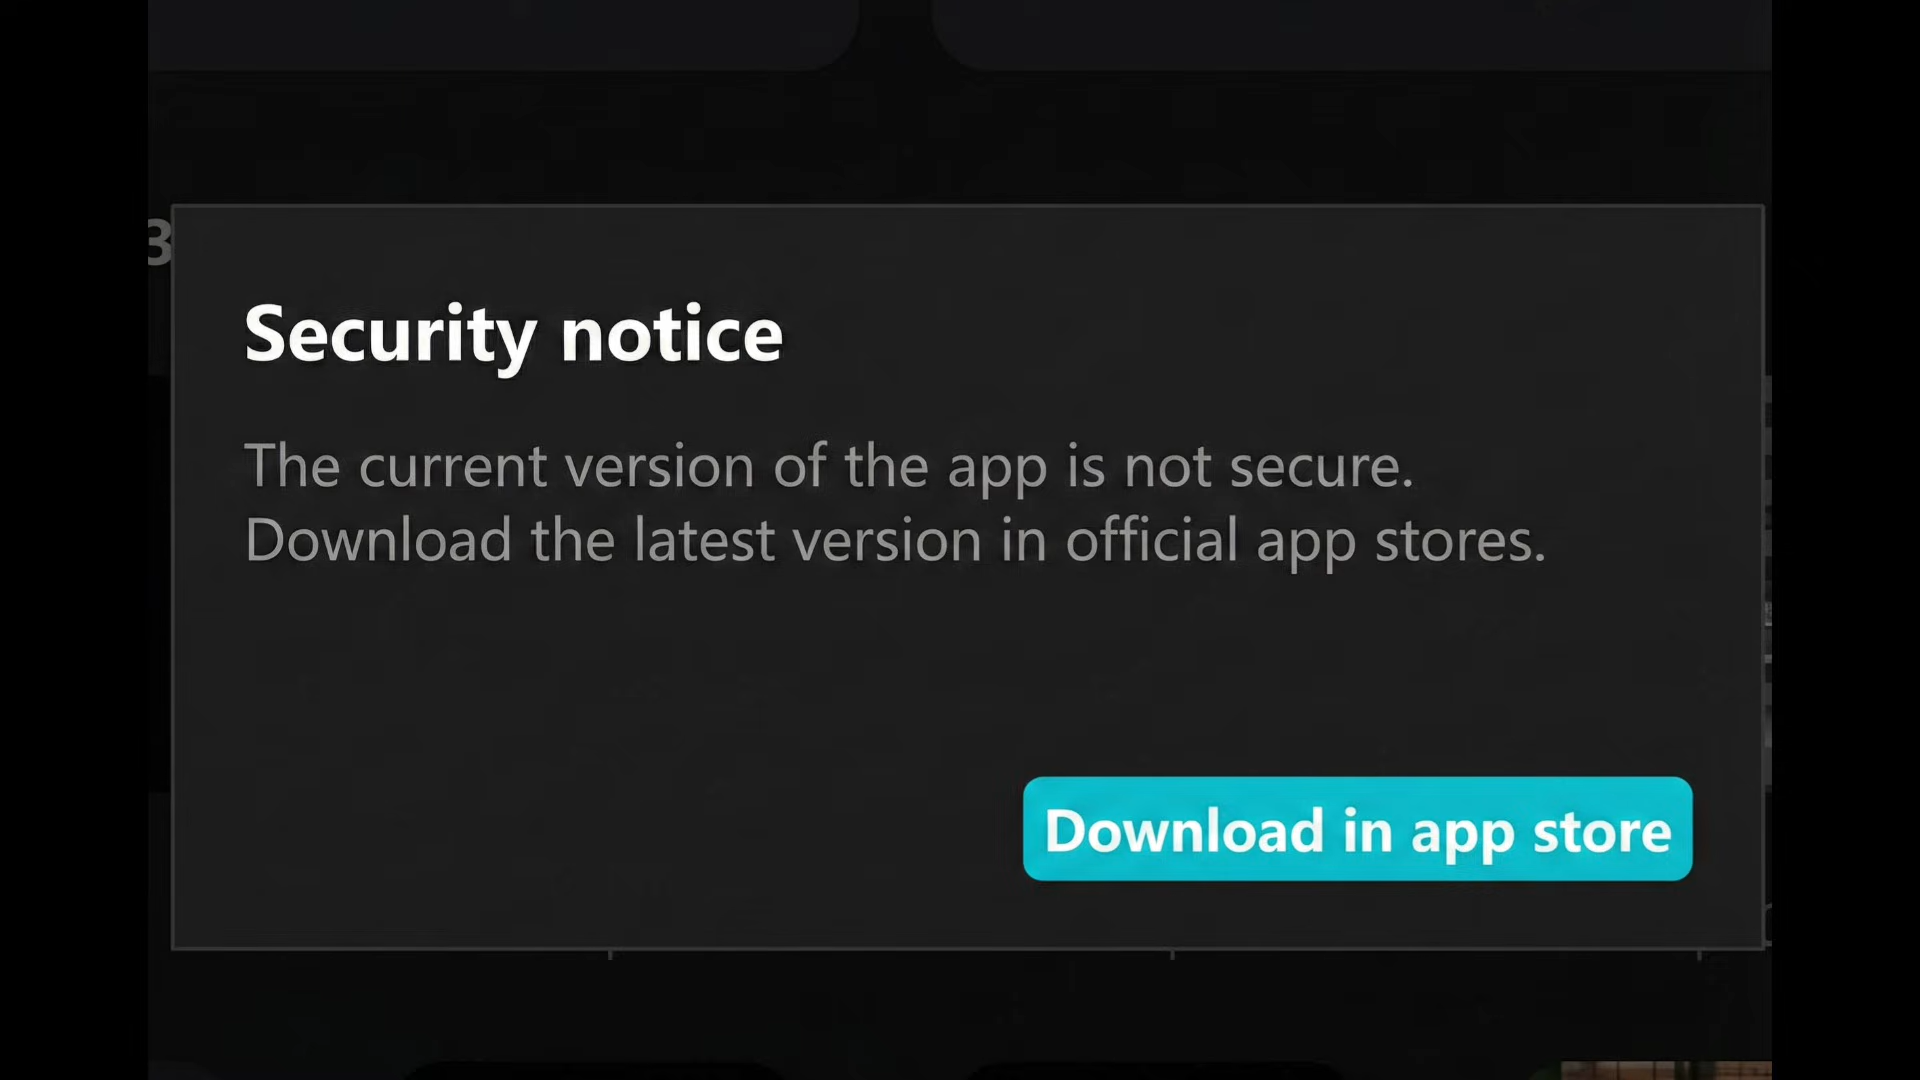 3
Security notice
The current version of the app is not secure.
Download the latest version in official app stores.
Download in app store